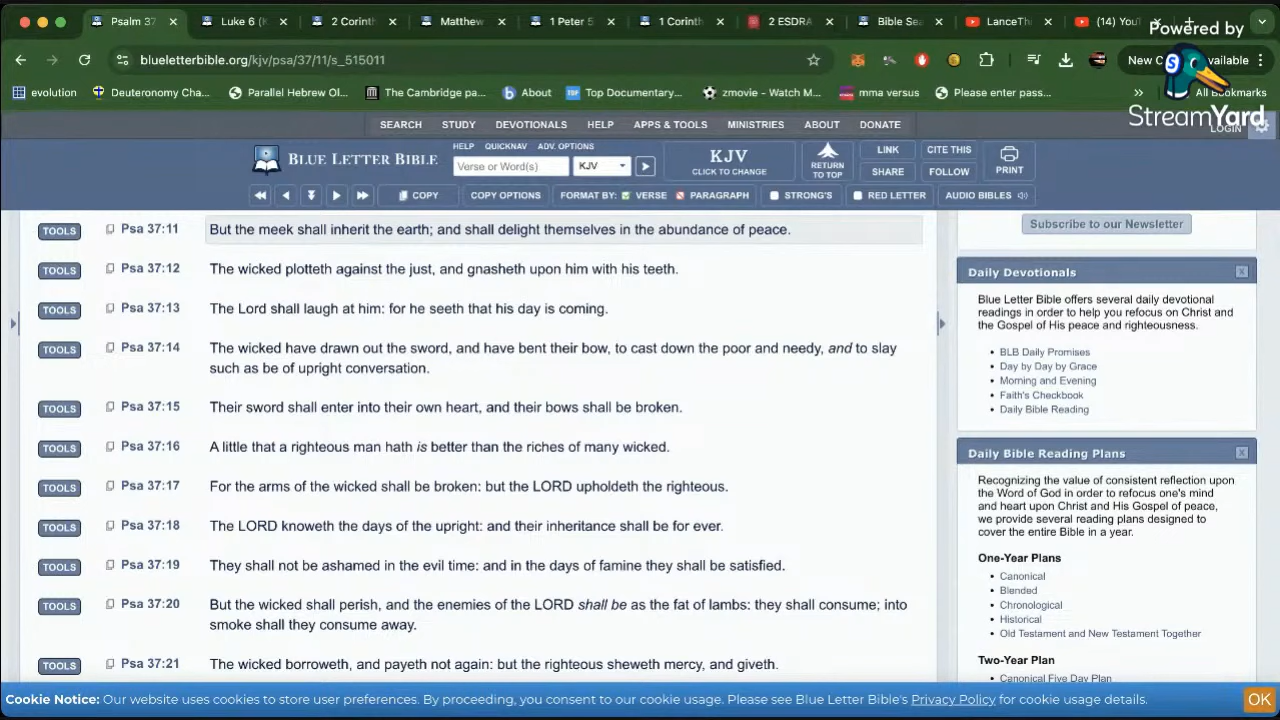 Psalm 37
Luke 6 (K
2 Corinth
Matthew
1 Peter 5
1 Corinth
2 ESDRA
Bible Sea
LanceThi
(14) You
Powered by
blueletterbible.org/kjv/psa/37/11/s_515011
New C
vailable
evolution
Deuteronomy Cha...
Parallel Hebrew Ol...
The Cambridge pa...
About
Top Documentary...
zmovie - Watch M...
mma versus
Please enter pass...
»
All Bookmarks
StreamYard
SEARCH STUDY DEVOTIONALS HELP APPS & TOOLS MINISTRIES ABOUT DONATE
LOGIN
BLUE LETTER BIBLE
HELP QUICKNAV ADV. OPTIONS
Verse or Word(s)
KJV
KJV
CLICK TO CHANGE
RETURN
TO TOP
LINK
CITE THIS
SHARE
FOLLOW
PRINT
COPY
COPY OPTIONS
FORMAT BY: VERSE PARAGRAPH
STRONG'S
RED LETTER
AUDIO BIBLES
TOOLS Psa 37:11 But the meek shall inherit the earth; and shall delight themselves in the abundance of peace.
TOOLS Psa 37:12 The wicked plotteth against the just, and gnasheth upon him with his teeth.
TOOLS Psa 37:13 The Lord shall laugh at him: for he seeth that his day is coming.
TOOLS Psa 37:14 The wicked have drawn out the sword, and have bent their bow, to cast down the poor and needy, and to slay
such as be of upright conversation.
TOOLS Psa 37:15 Their sword shall enter into their own heart, and their bows shall be broken.
TOOLS Psa 37:16 A little that a righteous man hath is better than the riches of many wicked.
TOOLS Psa 37:17 For the arms of the wicked shall be broken: but the LORD upholdeth the righteous.
TOOLS Psa 37:18 The LORD knoweth the days of the upright: and their inheritance shall be for ever.
TOOLS Psa 37:19 They shall not be ashamed in the evil time: and in the days of famine they shall be satisfied.
TOOLS Psa 37:20 But the wicked shall perish, and the enemies of the LORD shall be as the fat of lambs: they shall consume; into
smoke shall they consume away.
TOOLS Psa 37:21 The wicked borroweth, and payeth not again: but the righteous sheweth mercy, and giveth.
Subscribe to our Newsletter
Daily Devotionals
Blue Letter Bible offers several daily devotional
readings in order to help you refocus on Christ and
the Gospel of His peace and righteousness.
BLB Daily Promises
Day by Day by Grace
Morning and Evening
Faith's Checkbook
Daily Bible Reading
Daily Bible Reading Plans
Recognizing the value of consistent reflection upon
the Word of God in order to refocus one's mind
and heart upon Christ and His Gospel of peace,
we provide several reading plans designed to
cover the entire Bible in a year.
One-Year Plans
Canonical
Blended
Chronological
Historical
Old Testament and New Testament Together
Two-Year Plan
Canonical Five Day Plan
Cookie Notice: Our website uses cookies to store user preferences. By proceeding, you consent to our cookie usage. Please see Blue Letter Bible's Privacy Policy for cookie usage details.
OK